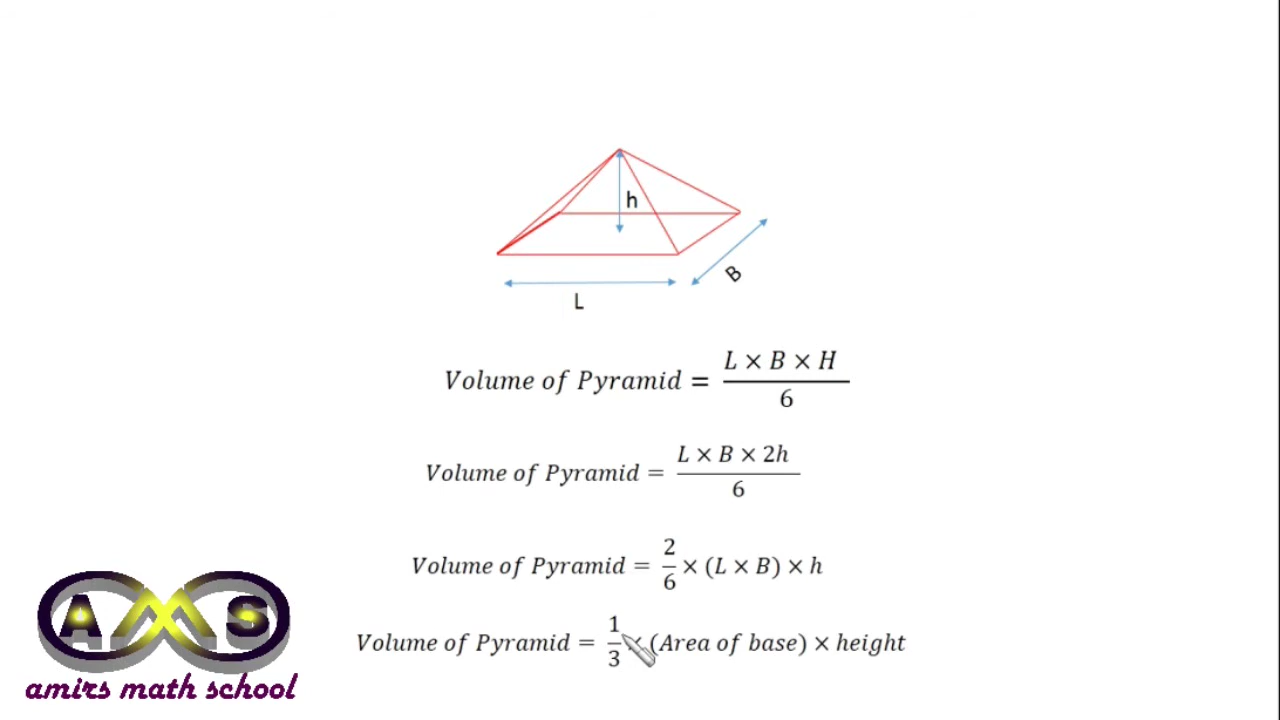 h
B
L
Volume of Pyramid = L × B × H / 6
Volume of Pyramid = L × B × 2h / 6
Volume of Pyramid = 2/6 × (L × B) × h
Volume of Pyramid = 1/3 × (Area of base) × height
AMS
amirs math school